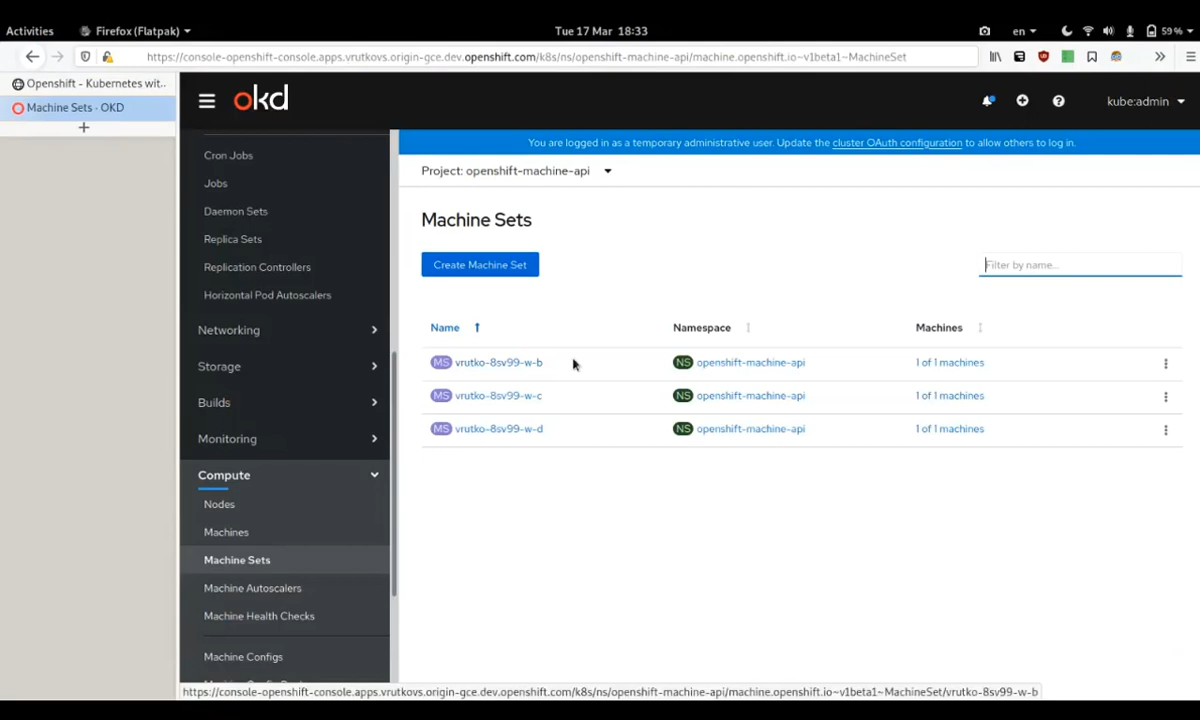 Activities Firefox (Flatpak) Tue 17 Mar 18:33 en 59%
https://console-openshift-console.apps.vrutkovs.origin-gce.dev.openshift.com/k8s/ns/openshift-machine-api/machine.openshift.io~v1beta1~MachineSet
Openshift - Kubernetes wit..
Machine Sets · OKD
okd
kube:admin
You are logged in as a temporary administrative user. Update the cluster OAuth configuration to allow others to log in.
Project: openshift-machine-api
Cron Jobs
Jobs
Daemon Sets
Replica Sets
Replication Controllers
Horizontal Pod Autoscalers
Networking
Storage
Builds
Monitoring
Compute
Nodes
Machines
Machine Sets
Machine Autoscalers
Machine Health Checks
Machine Configs
Machine Sets
Create Machine Set
Filter by name...
Name Namespace Machines
MS vrutko-8sv99-w-b NS openshift-machine-api 1 of 1 machines
MS vrutko-8sv99-w-c NS openshift-machine-api 1 of 1 machines
MS vrutko-8sv99-w-d NS openshift-machine-api 1 of 1 machines
https://console-openshift-console.apps.vrutkovs.origin-gce.dev.openshift.com/k8s/ns/openshift-machine-api/machine.openshift.io~v1beta1~MachineSet/vrutko-8sv99-w-b